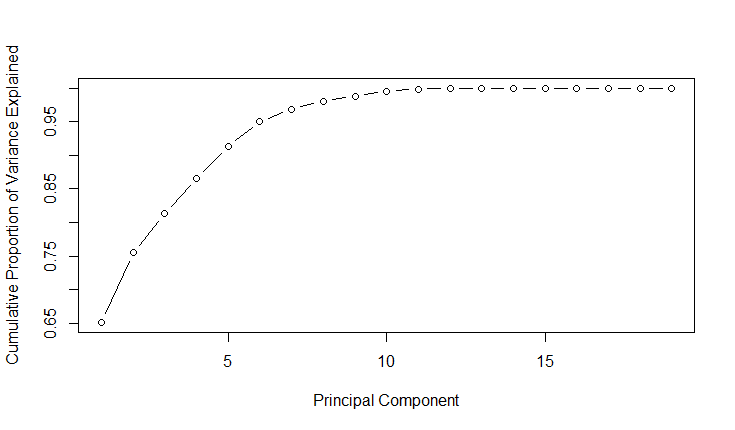 Cumulative Proportion of Variance Explained
0.95
0.85
0.75
0.65
5 10 15
Principal Component